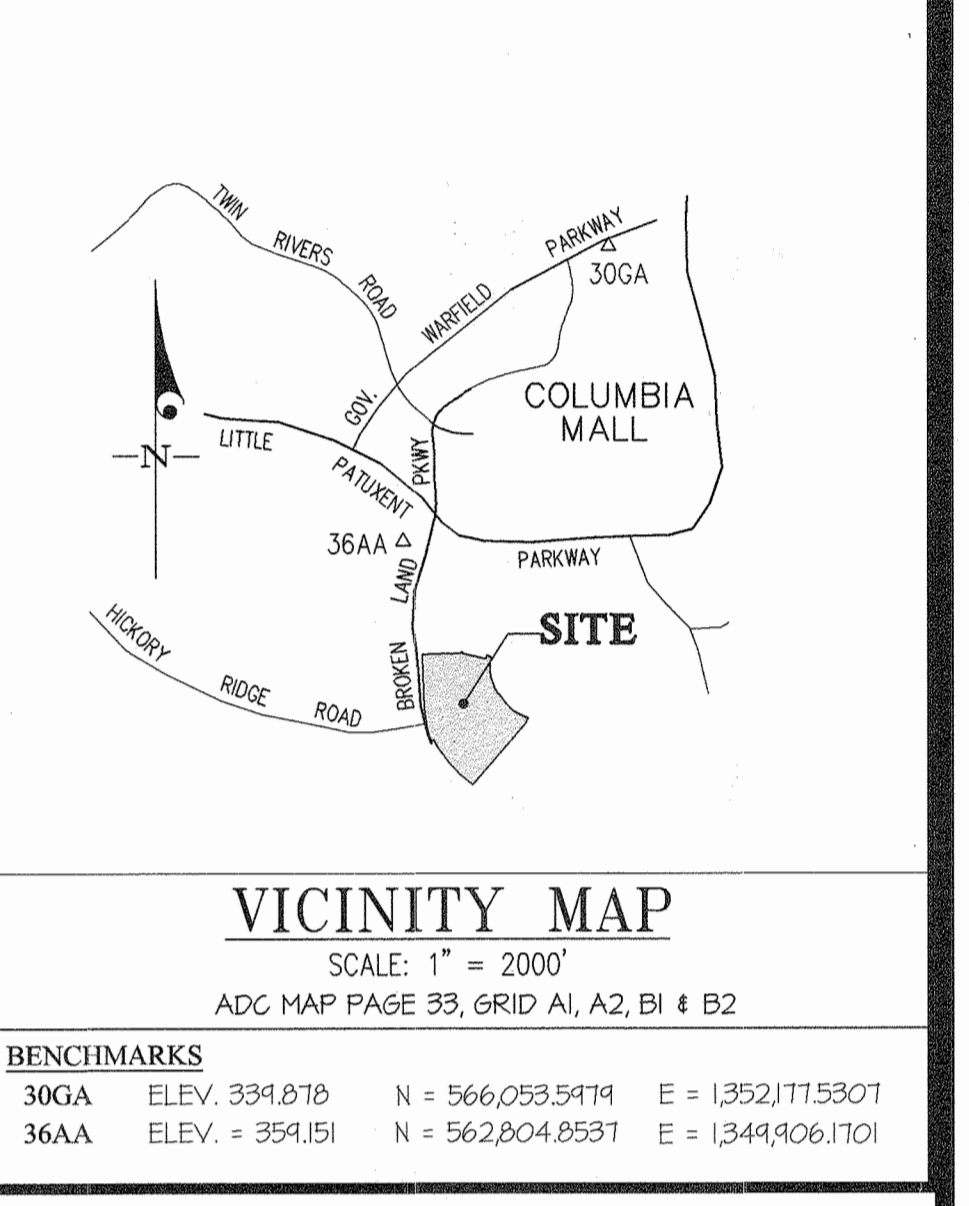 TWIN RIVERS ROAD
GOV. WARFIELD PARKWAY
30GA
COLUMBIA
MALL
—N—
LITTLE PATUXENT PARKWAY
36AA
BROKEN LAND PKWY
SITE
HICKORY RIDGE ROAD
VICINITY MAP
SCALE: 1" = 2000'
ADC MAP PAGE 33, GRID A1, A2, B1 & B2
BENCHMARKS
30GA ELEV. 339.878 N = 566,053.5979 E = 1,352,177.5307
36AA ELEV. = 359.151 N = 562,804.8537 E = 1,349,906.1701